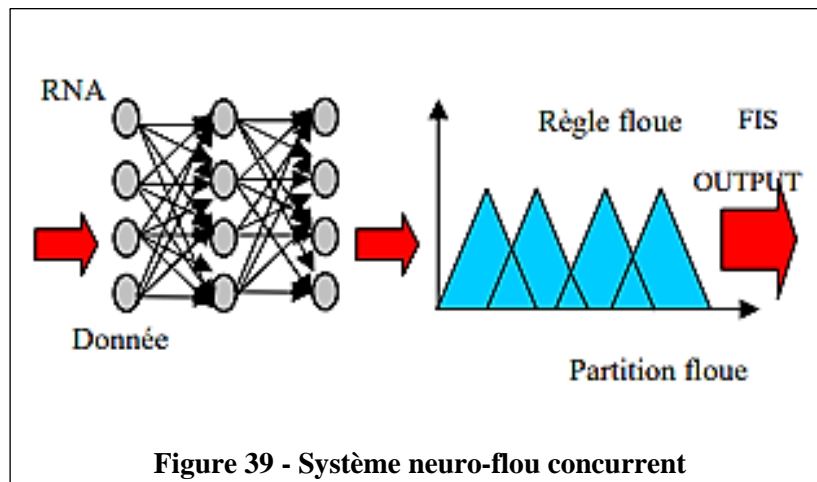 RNA
Donnée
Règle floue
FIS
OUTPUT
Partition floue
Figure 39 - Système neuro-flou concurrent